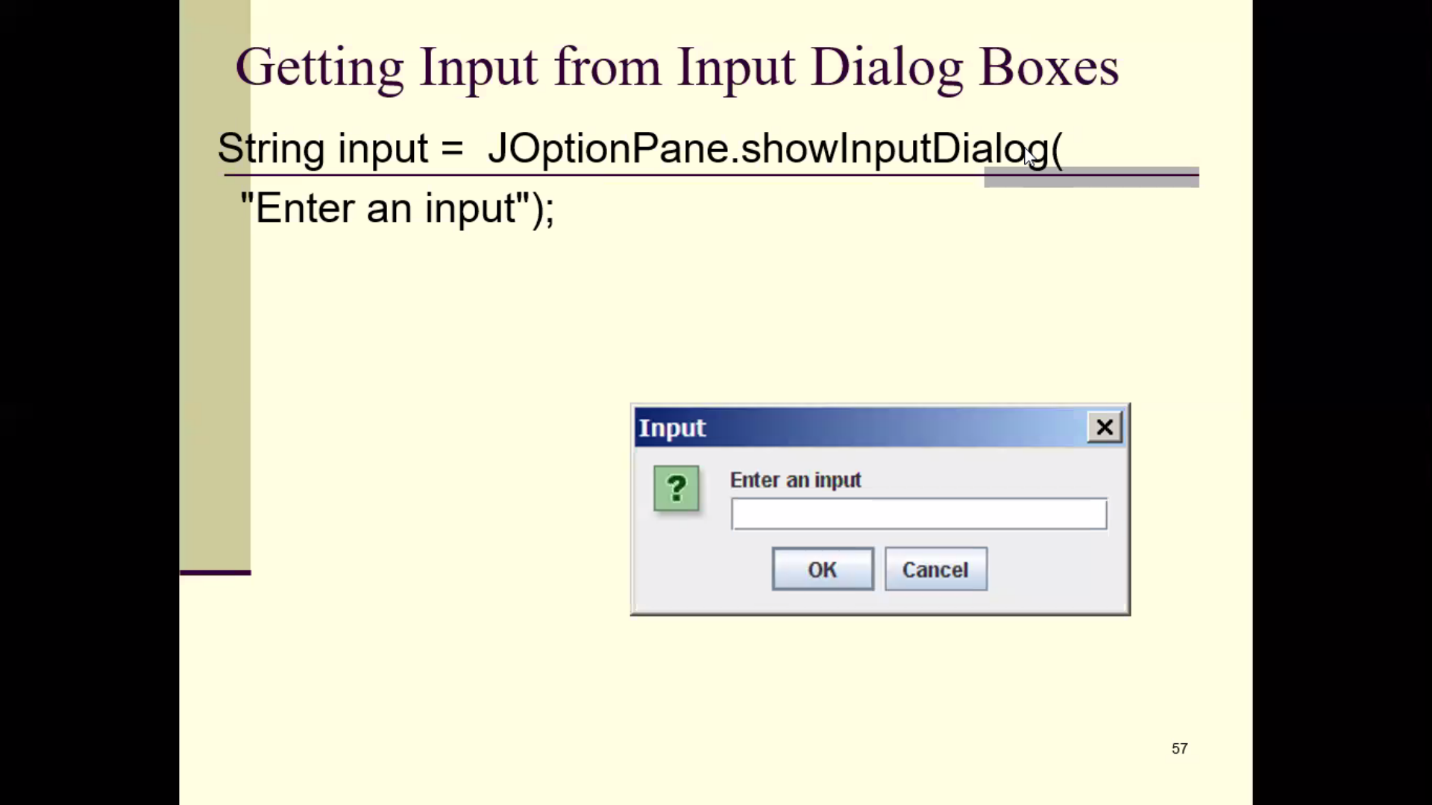 Getting Input from Input Dialog Boxes
String input = JOptionPane.showInputDialog(
"Enter an input");
Input
?
Enter an input
OK Cancel
57